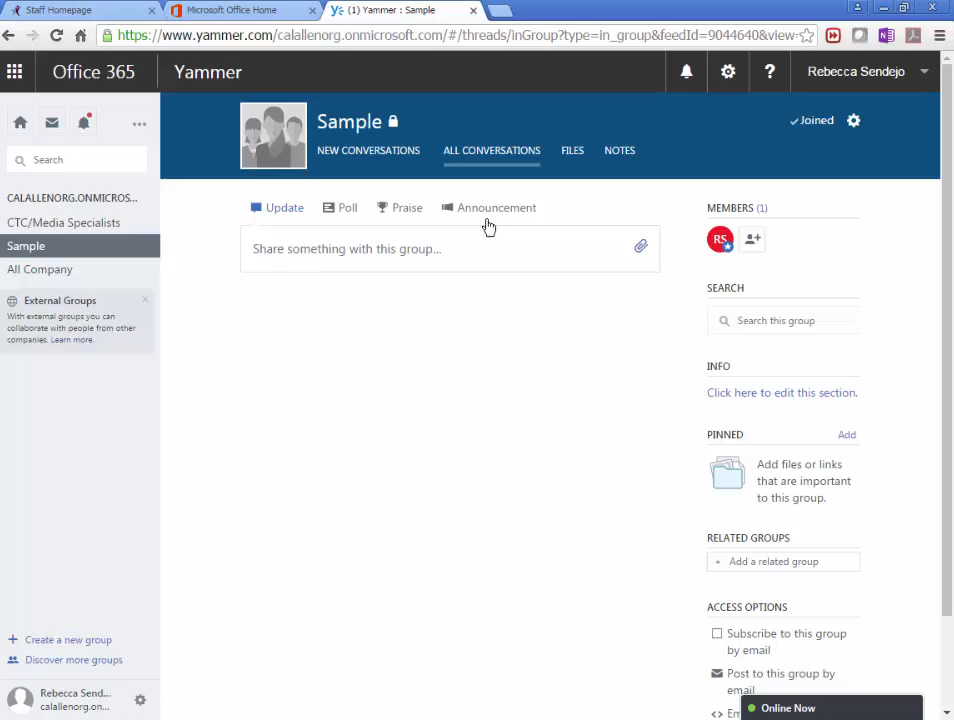 Staff Homepage
Microsoft Office Home
(1) Yammer : Sample
https://www.yammer.com/calallenorg.onmicrosoft.com/#/threads/inGroup?type=in_group&feedId=9044640&view=
Office 365
Yammer
Rebecca Sendejo
Search
CALALLENORG.ONMICROS...
CTC/Media Specialists
Sample
All Company
External Groups
With external groups you can
collaborate with people from other
companies. Learn more.
+ Create a new group
Discover more groups
Rebecca Send...
calallenorg.on...
Sample
Joined
NEW CONVERSATIONS
ALL CONVERSATIONS
FILES
NOTES
Update
Poll
Praise
Announcement
Share something with this group...
MEMBERS (1)
RS
SEARCH
Search this group
INFO
Click here to edit this section.
PINNED
Add
Add files or links
that are important
to this group.
RELATED GROUPS
+ Add a related group
ACCESS OPTIONS
Subscribe to this group
by email
Post to this group by
email
Online Now